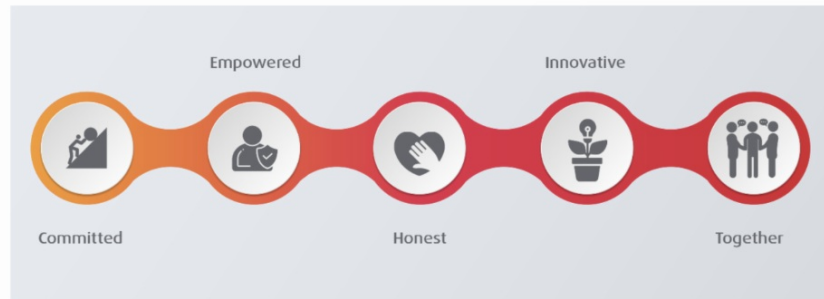 Empowered
Innovative
Committed
Honest
Together